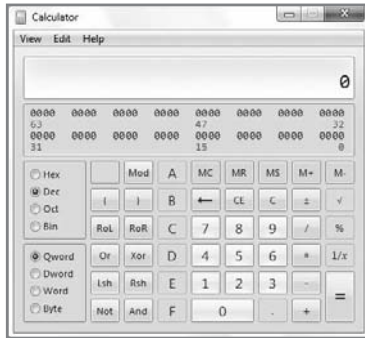 Calculator
View Edit Help
0
0000 0000 0000 0000 0000 0000 0000 0000
63 47 32
0000 0000 0000 0000 0000 0000 0000 0000
31 15 0
Hex Mod A MC MR MS M+ M-
Dec ( ) B ← CE C ± √
Oct
Bin RoL RoR C 7 8 9 / %
Qword Or Xor D 4 5 6 * 1/x
Dword Lsh Rsh E 1 2 3 - =
Word
Byte Not And F 0 . +